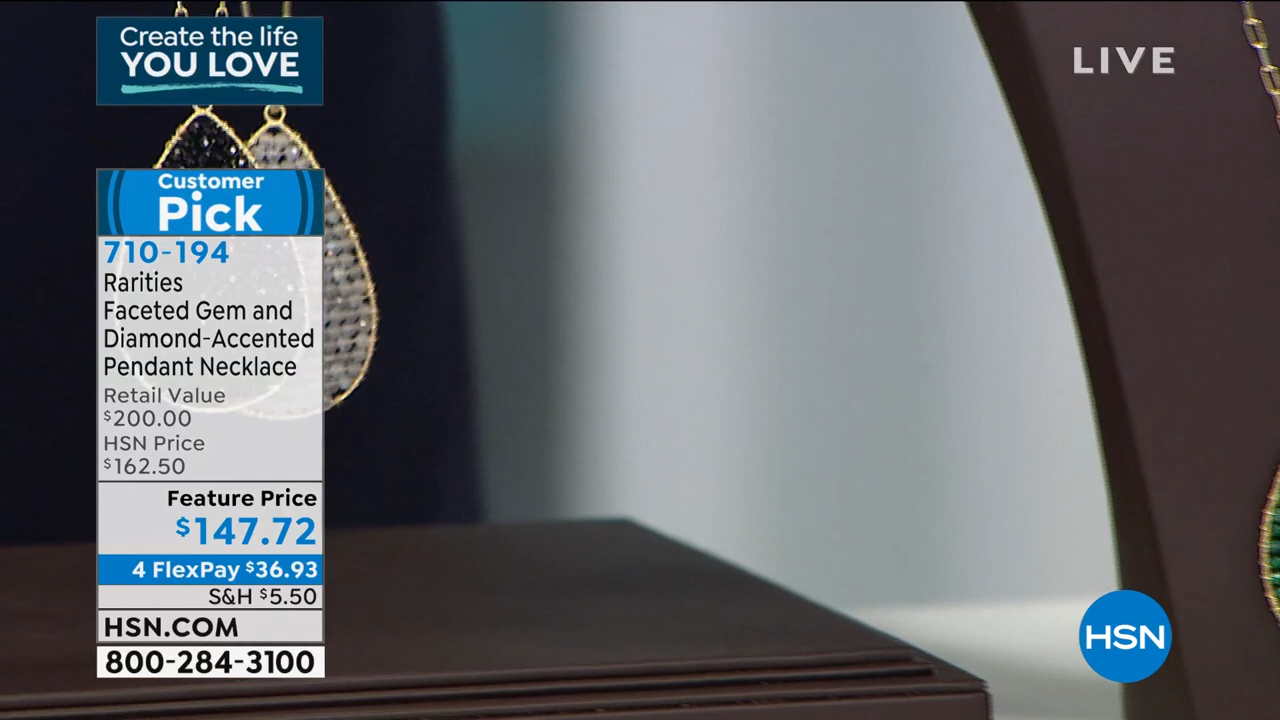 Create the life
YOU LOVE
LIVE
Customer
Pick
710-194
Rarities
Faceted Gem and
Diamond-Accented
Pendant Necklace
Retail Value
$200.00
HSN Price
$162.50
Feature Price
$147.72
4 FlexPay $36.93
S&H $5.50
HSN.COM
800-284-3100
HSN